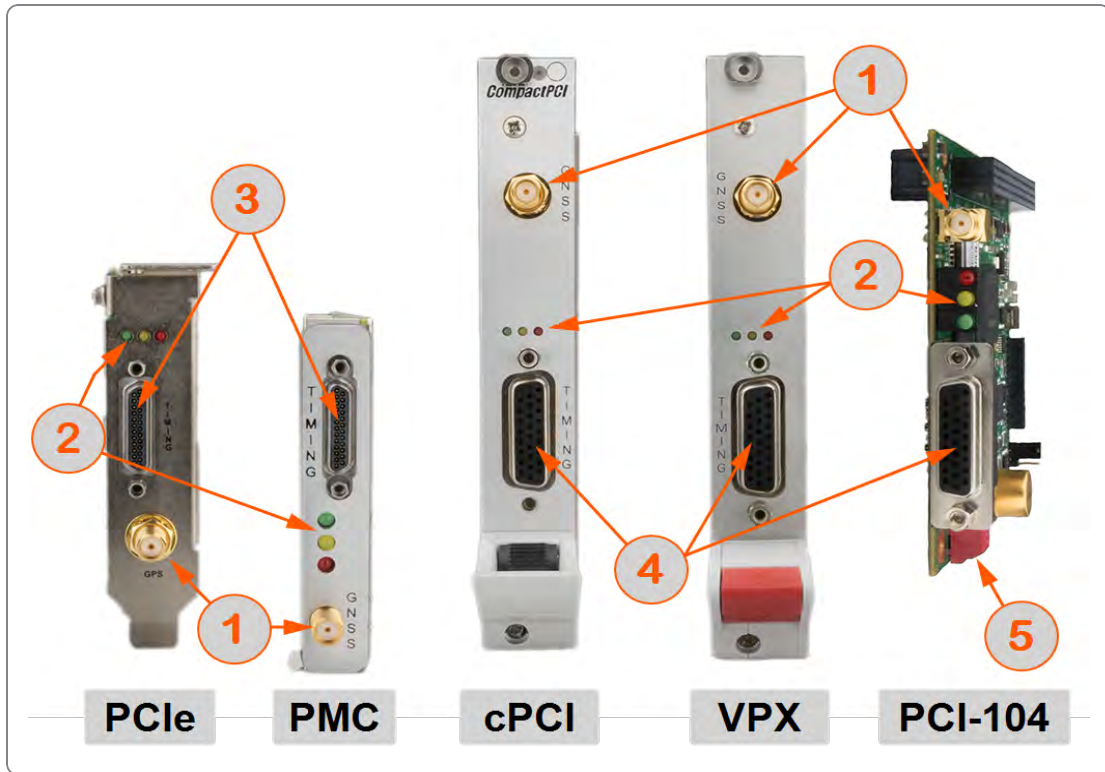 CompactPCI
1
GNSS
GNSS
3
2
TIMING
TIMING
2
TIMING
TIMING
4
GPS
1
GNSS
5
PCIe
PMC
cPCI
VPX
PCI-104